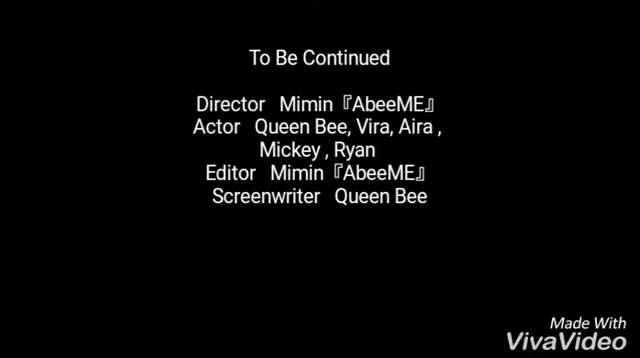 To Be Continued
Director Mimin『AbeeME』
Actor Queen Bee, Vira, Aira ,
Mickey , Ryan
Editor Mimin『AbeeME』
Screenwriter Queen Bee
Made With
VivaVideo